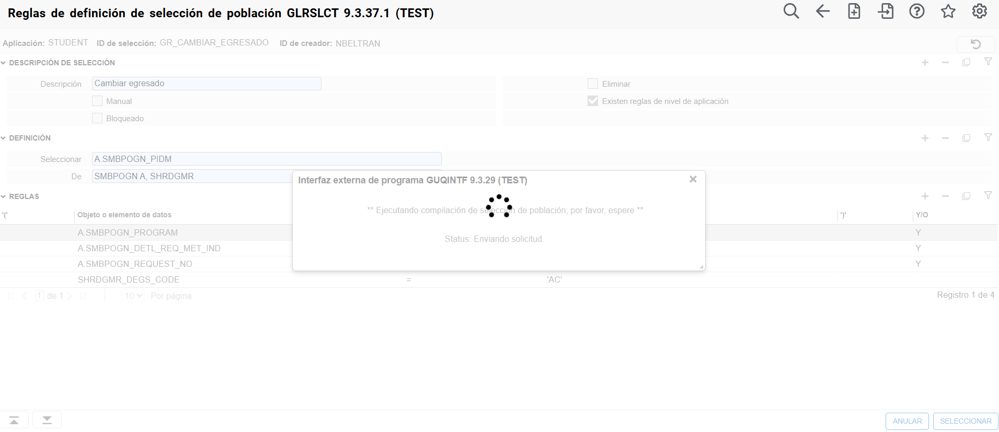 Reglas de definición de selección de población GLRSLCT 9.3.37.1 (TEST)
Aplicación: STUDENT ID de selección: GR_CAMBIAR_EGRESADO ID de creador: NBELTRAN
DESCRIPCIÓN DE SELECCIÓN
Descripción Cambiar egresado
Eliminar
Manual
Existen reglas de nivel de aplicación
Bloqueado
DEFINICIÓN
Seleccionar A.SMBPOGN_PIDM
De SMBPOGN A, SHRDGMR
Interfaz externa de programa GUQINTF 9.3.29 (TEST)
** Ejecutando compilación de selección de población; por favor, espere **
Status: Enviando solicitud.
REGLAS
'(' Objeto o elemento de datos ')' Y/O
A.SMBPOGN_PROGRAM Y
A.SMBPOGN_DETL_REQ_MET_IND Y
A.SMBPOGN_REQUEST_NO Y
SHRDGMR_DEGS_CODE = 'AC'
1 de 1 10 Por página Registro 1 de 4
ANULAR SELECCIONAR